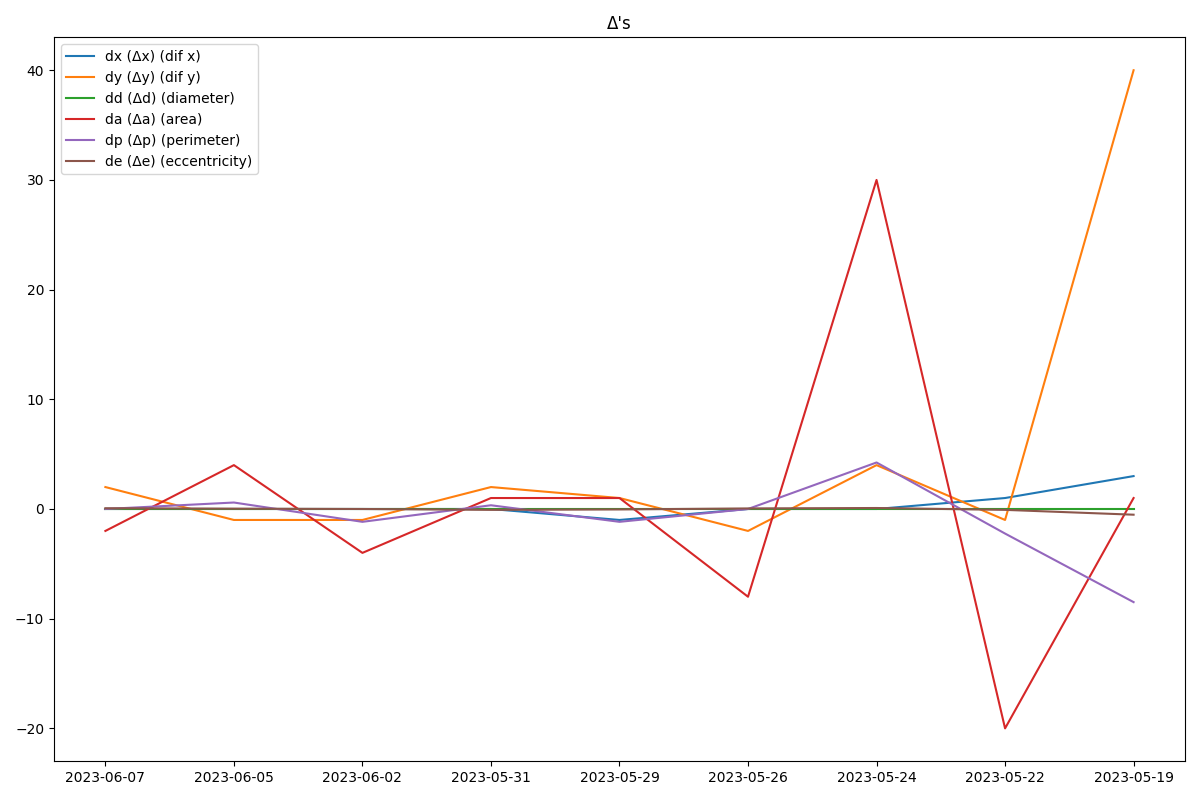 Δ's
dx (Δx) (dif x)
dy (Δy) (dif y)
dd (Δd) (diameter)
da (Δa) (area)
dp (Δp) (perimeter)
de (Δe) (eccentricity)
40
30
20
10
0
−10
−20
2023-06-07 2023-06-05 2023-06-02 2023-05-31 2023-05-29 2023-05-26 2023-05-24 2023-05-22 2023-05-19